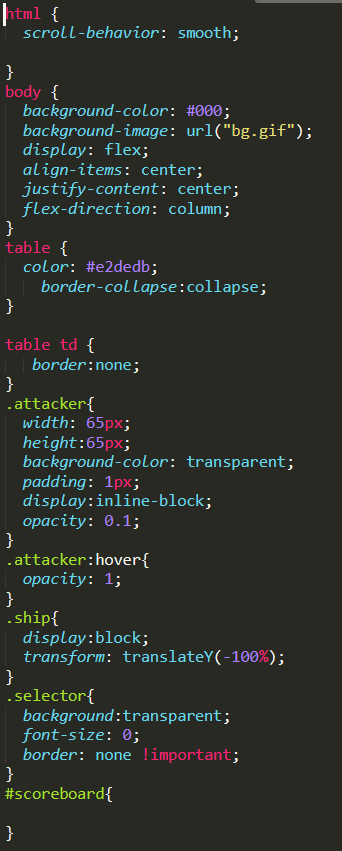 html {
  scroll-behavior: smooth;

}
body {
  background-color: #000;
  background-image: url("bg.gif");
  display: flex;
  align-items: center;
  justify-content: center;
  flex-direction: column;
}
table {
  color: #e2dedb;
    border-collapse:collapse;
}

table td {
   border:none;
}
.attacker{
  width: 65px;
  height:65px;
  background-color: transparent;
  padding: 1px;
  display:inline-block;
  opacity: 0.1;
}
.attacker:hover{
  opacity: 1;
}
.ship{
  display:block;
  transform: translateY(-100%);
}
.selector{
  background:transparent;
  font-size: 0;
  border: none !important;
}
#scoreboard{

}